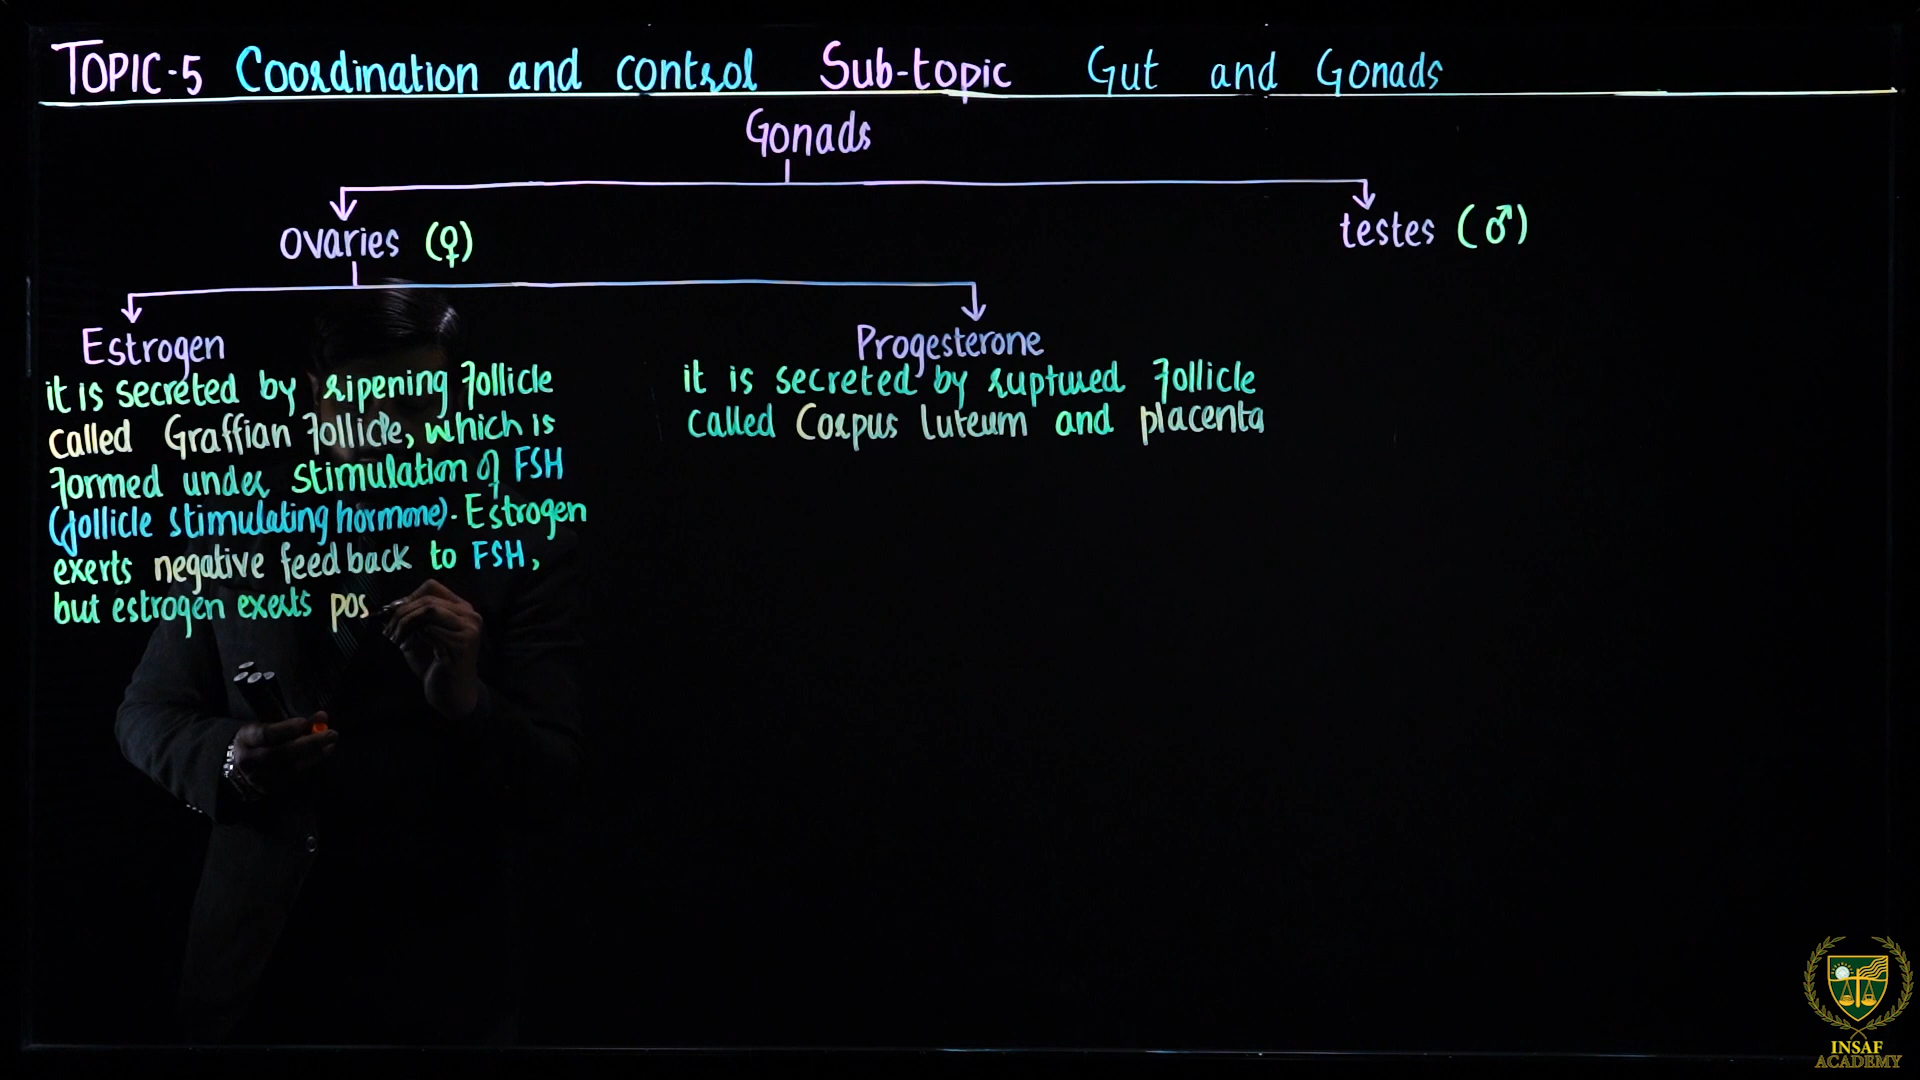 TOPIC-5 Coordination and control Sub-topic Gut and Gonads
Gonads
Ovaries (♀)
testes (♂)
Estrogen
it is secreted by ripening follicle
called Graffian follicle, which is
formed under stimulation of FSH
(follicle stimulating hormone). Estrogen
exerts negative feed back to FSH,
but estrogen exerts pos
Progesterone
it is secreted by ruptured follicle
called Corpus luteum and placenta
INSAF
ACADEMY